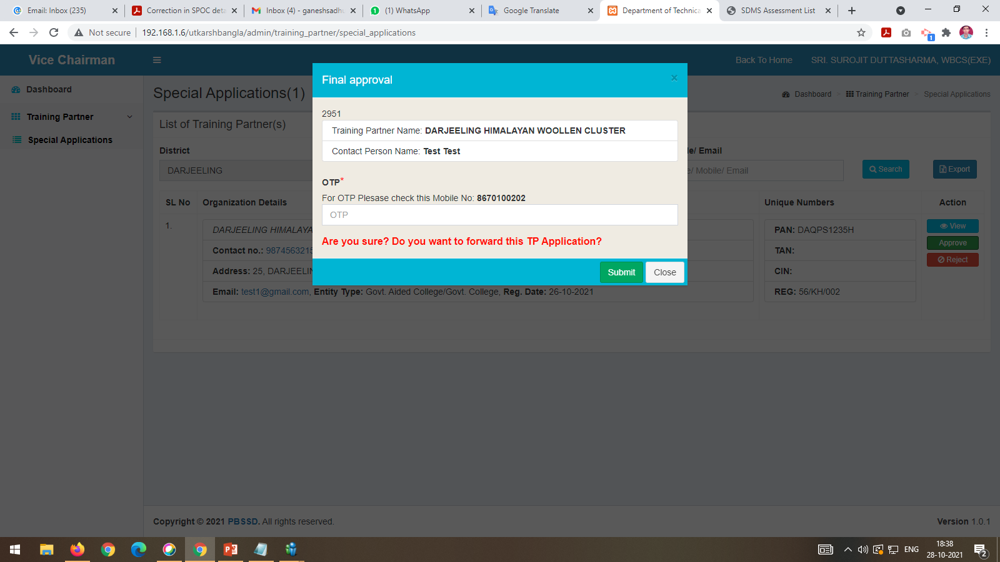 Email: Inbox (235)
Correction in SPOC deta
Inbox (4) - ganeshsadhu
(1) WhatsApp
Google Translate
Department of Technica
SDMS Assessment List
Not secure
192.168.1.6/utkarshbangla/admin/training_partner/special_applications
1
Vice Chairman
Back To Home
SRI. SUROJIT DUTTASHARMA, WBCS(EXE)
Dashboard
Training Partner
Special Applications
Special Applications(1)
Dashboard > Training Partner > Special Applications
List of Training Partner(s)
District
le/ Email
DARJEELING
e/ Mobile/ Email
Search
Export
SL No
Organization Details
Unique Numbers
Action
1.
DARJEELING HIMALAYA
Contact no.: 9874563215
Address: 25, DARJEELIN
Email: test1@gmail.com, Entity Type: Govt. Aided College/Govt. College, Reg. Date: 26-10-2021
PAN: DAQPS1235H
TAN:
CIN:
REG: 56/KH/002
View
Approve
Reject
Final approval
×
2951
Training Partner Name: DARJEELING HIMALAYAN WOOLLEN CLUSTER
Contact Person Name: Test Test
OTP*
For OTP Plesase check this Mobile No: 8670100202
OTP
Are you sure? Do you want to forward this TP Application?
Submit
Close
Copyright © 2021 PBSSD. All rights reserved.
Version 1.0.1
ENG
18:38
28-10-2021
2